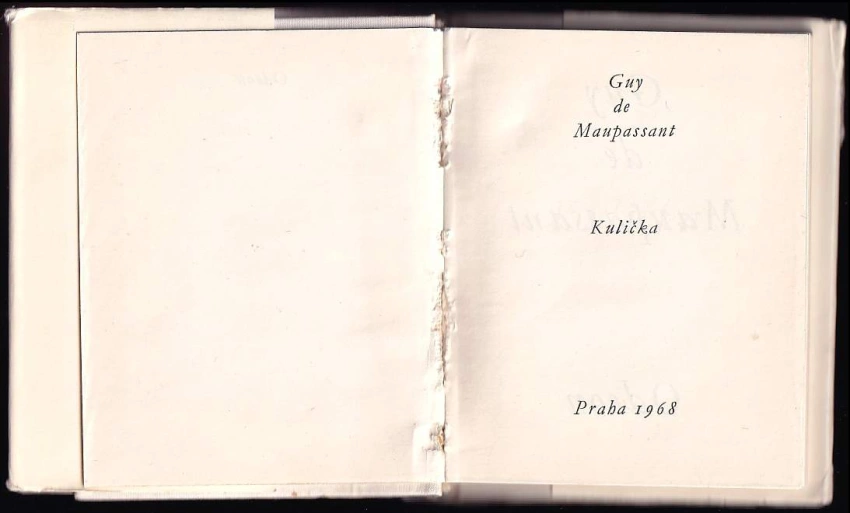 Guy
de
Maupassant
Kulička
Praha 1968